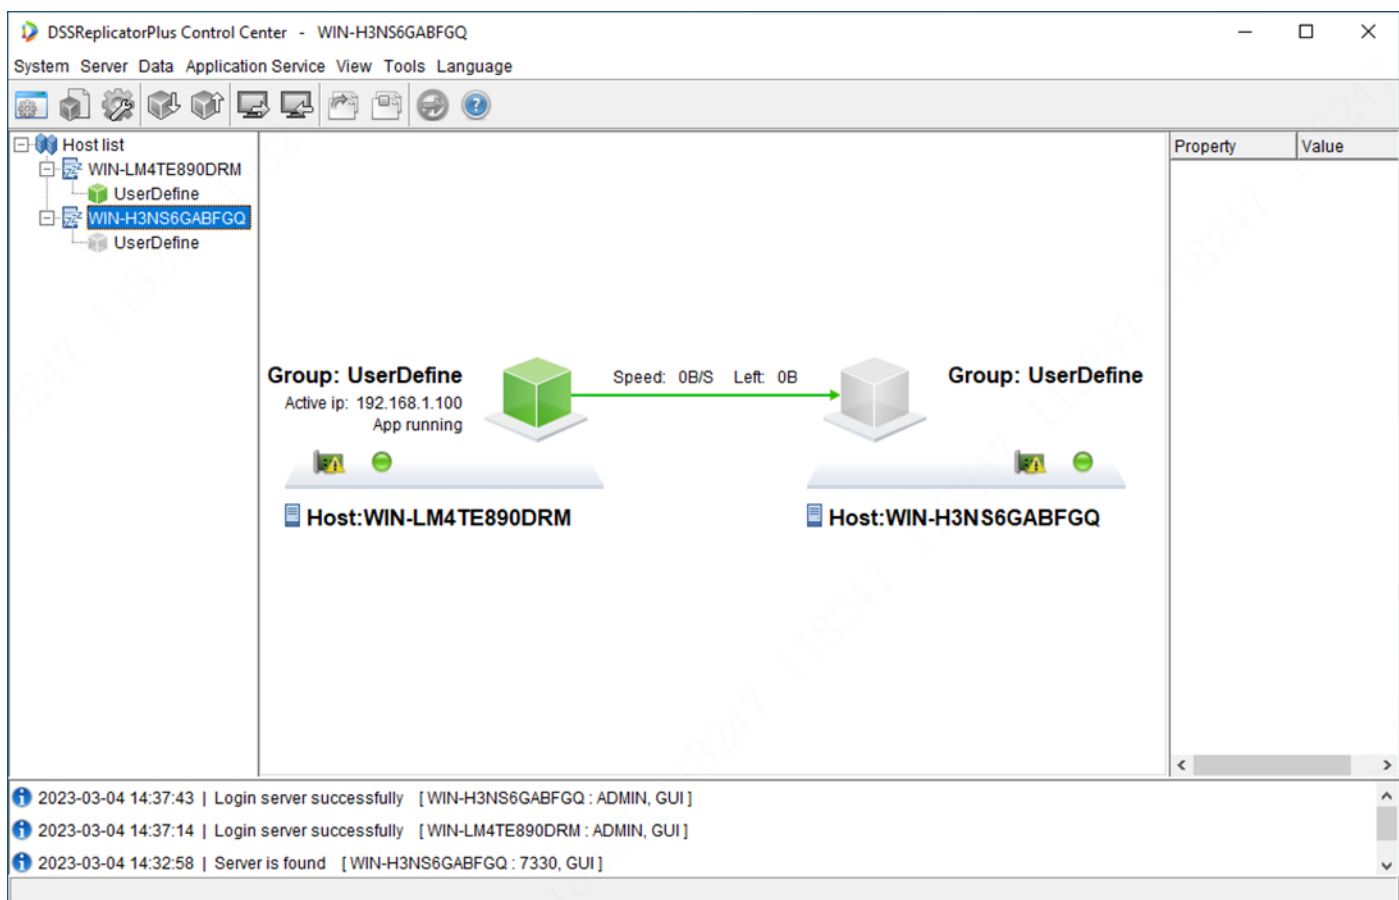 DSSReplicatorPlus Control Center - WIN-H3NS6GABFGQ
System Server Data Application Service View Tools Language
Host list
WIN-LM4TE890DRM
UserDefine
WIN-H3NS6GABFGQ
UserDefine
Property Value
Group: UserDefine
Active ip: 192.168.1.100
App running
Speed: 0B/S Left: 0B
Group: UserDefine
Host:WIN-LM4TE890DRM
Host:WIN-H3NS6GABFGQ
2023-03-04 14:37:43 | Login server successfully [ WIN-H3NS6GABFGQ : ADMIN, GUI ]
2023-03-04 14:37:14 | Login server successfully [ WIN-LM4TE890DRM : ADMIN, GUI ]
2023-03-04 14:32:58 | Server is found [ WIN-H3NS6GABFGQ : 7330, GUI ]